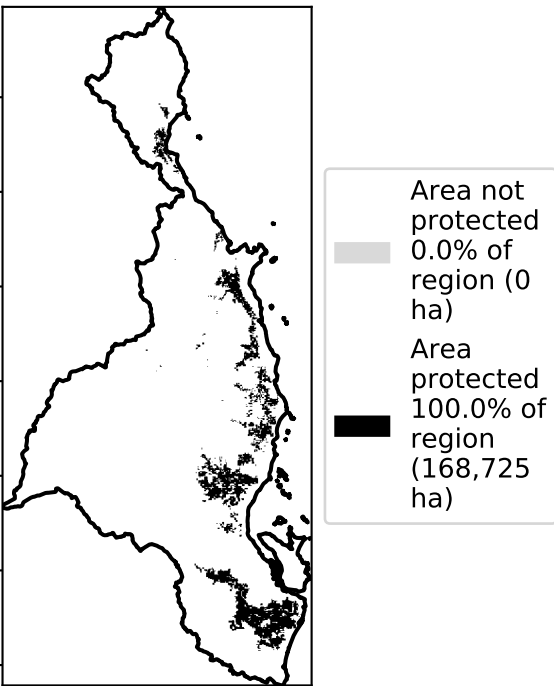 Area not
protected
0.0% of
region (0
ha)
Area
protected
100.0% of
region
(168,725
ha)